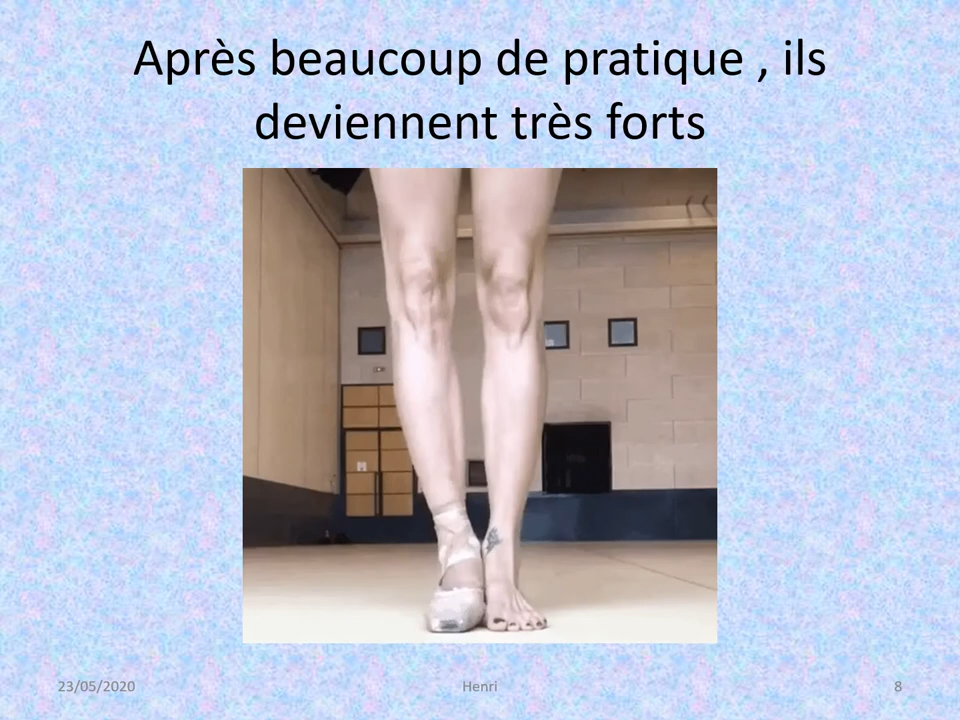 Après beaucoup de pratique , ils
deviennent très forts
23/05/2020
Henri
8